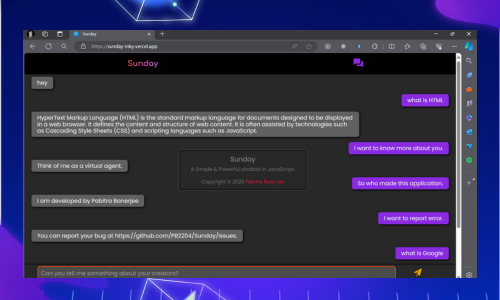 Sunday
https://sunday-inky.vercel.app
Sunday
hey
what is HTML
HyperText Markup Language (HTML) is the standard markup language for documents designed to be displayed
in a web browser. It defines the content and structure of web content. It is often assisted by technologies such
as Cascading Style Sheets (CSS) and scripting languages such as JavaScript.
I want to know more about you.
Think of me as a virtual agent.
Sunday
A Simple & Powerful chatbot in JavaScript
Copyright © 2023 Pabitra Banerjee
So who made this application.
I am developed by Pabitra Banerjee
I want to report error.
You can report your bug at https://github.com/PB2204/Sunday/issues.
what is Google
Can you tell me something about your creators?